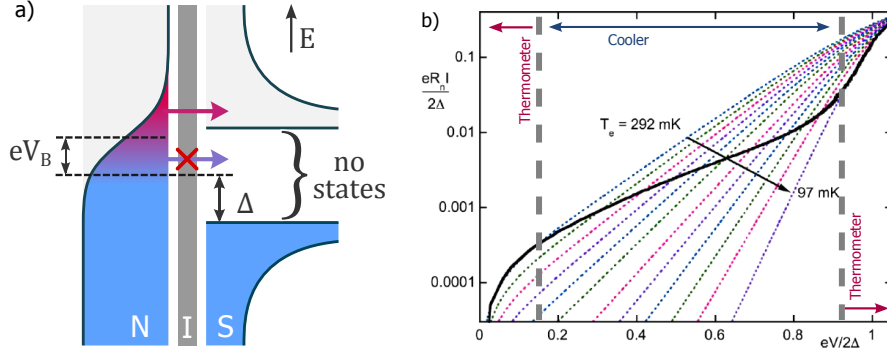 a)
E
eV_B
Δ
no
states
N I S
b)
eR_nI
2Δ
0.1
0.01
0.001
0.0001
Thermometer
Cooler
T_e = 292 mK
97 mK
Thermometer
0 0.2 0.4 0.6 0.8 1
eV/2Δ